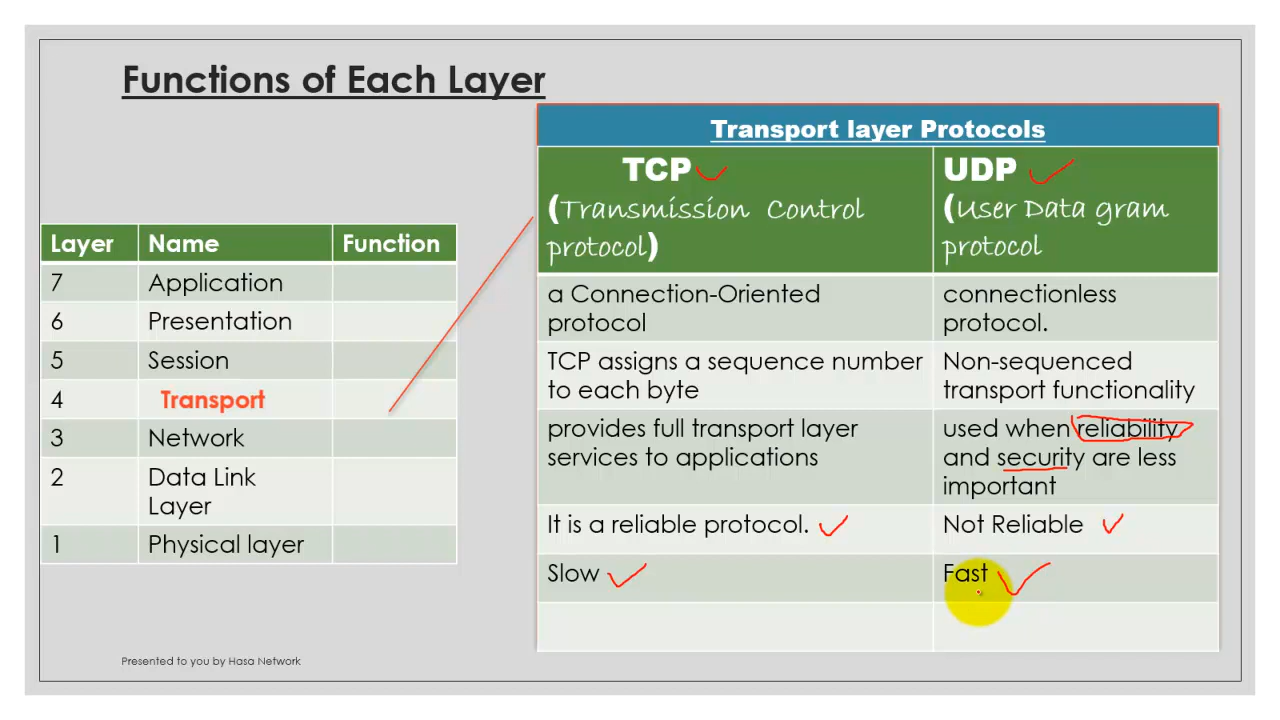 Functions of Each Layer
Layer Name Function
7 Application
6 Presentation
5 Session
4 Transport
3 Network
2 Data Link
Layer
1 Physical layer
Transport layer Protocols
TCP UDP
(Transmission Control (User Data gram
protocol) protocol
a Connection-Oriented connectionless
protocol protocol.
TCP assigns a sequence number Non-sequenced
to each byte transport functionality
provides full transport layer used when reliability
services to applications and security are less
important
It is a reliable protocol. Not Reliable
Slow Fast
Presented to you by Hasa Network